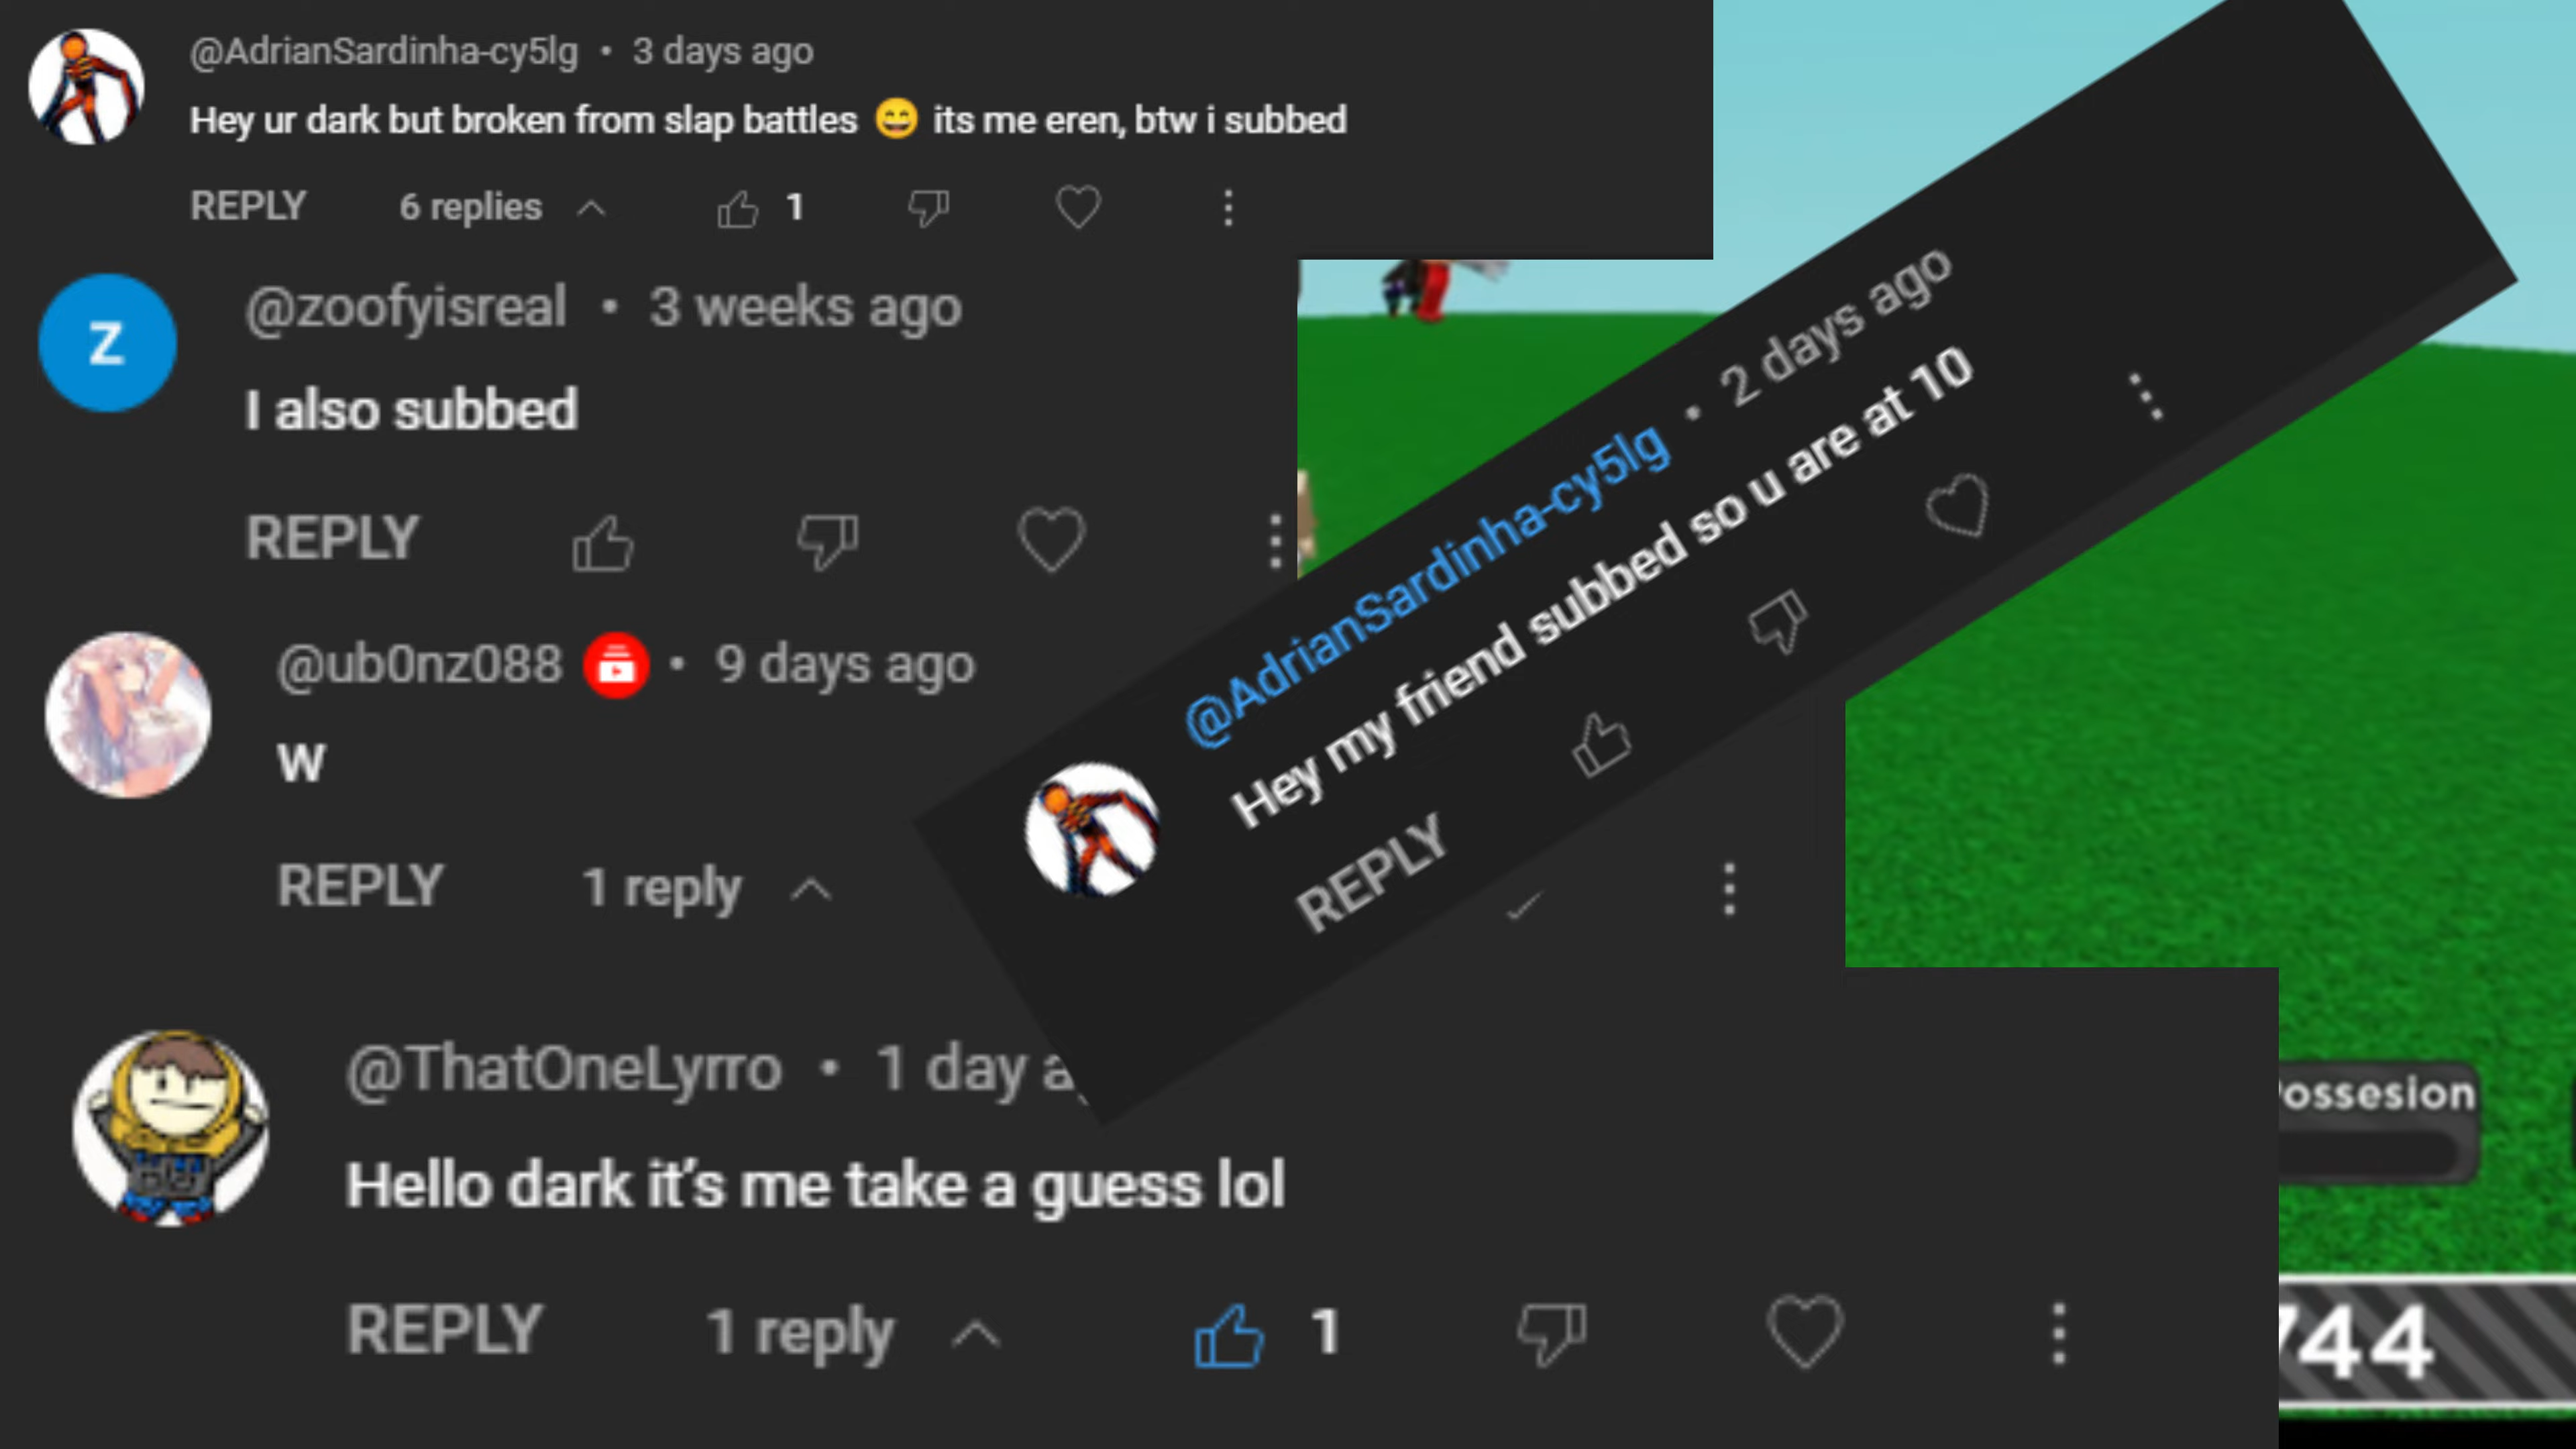 @AdrianSardinha-cy5lg • 3 days ago
Hey ur dark but broken from slap battles 😄 its me eren, btw i subbed
REPLY 6 replies 1
Z
@zoofyisreal • 3 weeks ago
I also subbed
REPLY
@ub0nz088 • 9 days ago
W
REPLY 1 reply
@AdrianSardinha-cy5lg • 2 days ago
Hey my friend subbed so u are at 10
REPLY
@ThatOneLyrro • 1 day a
Hello dark it's me take a guess lol
REPLY 1 reply 1
ossesion
744